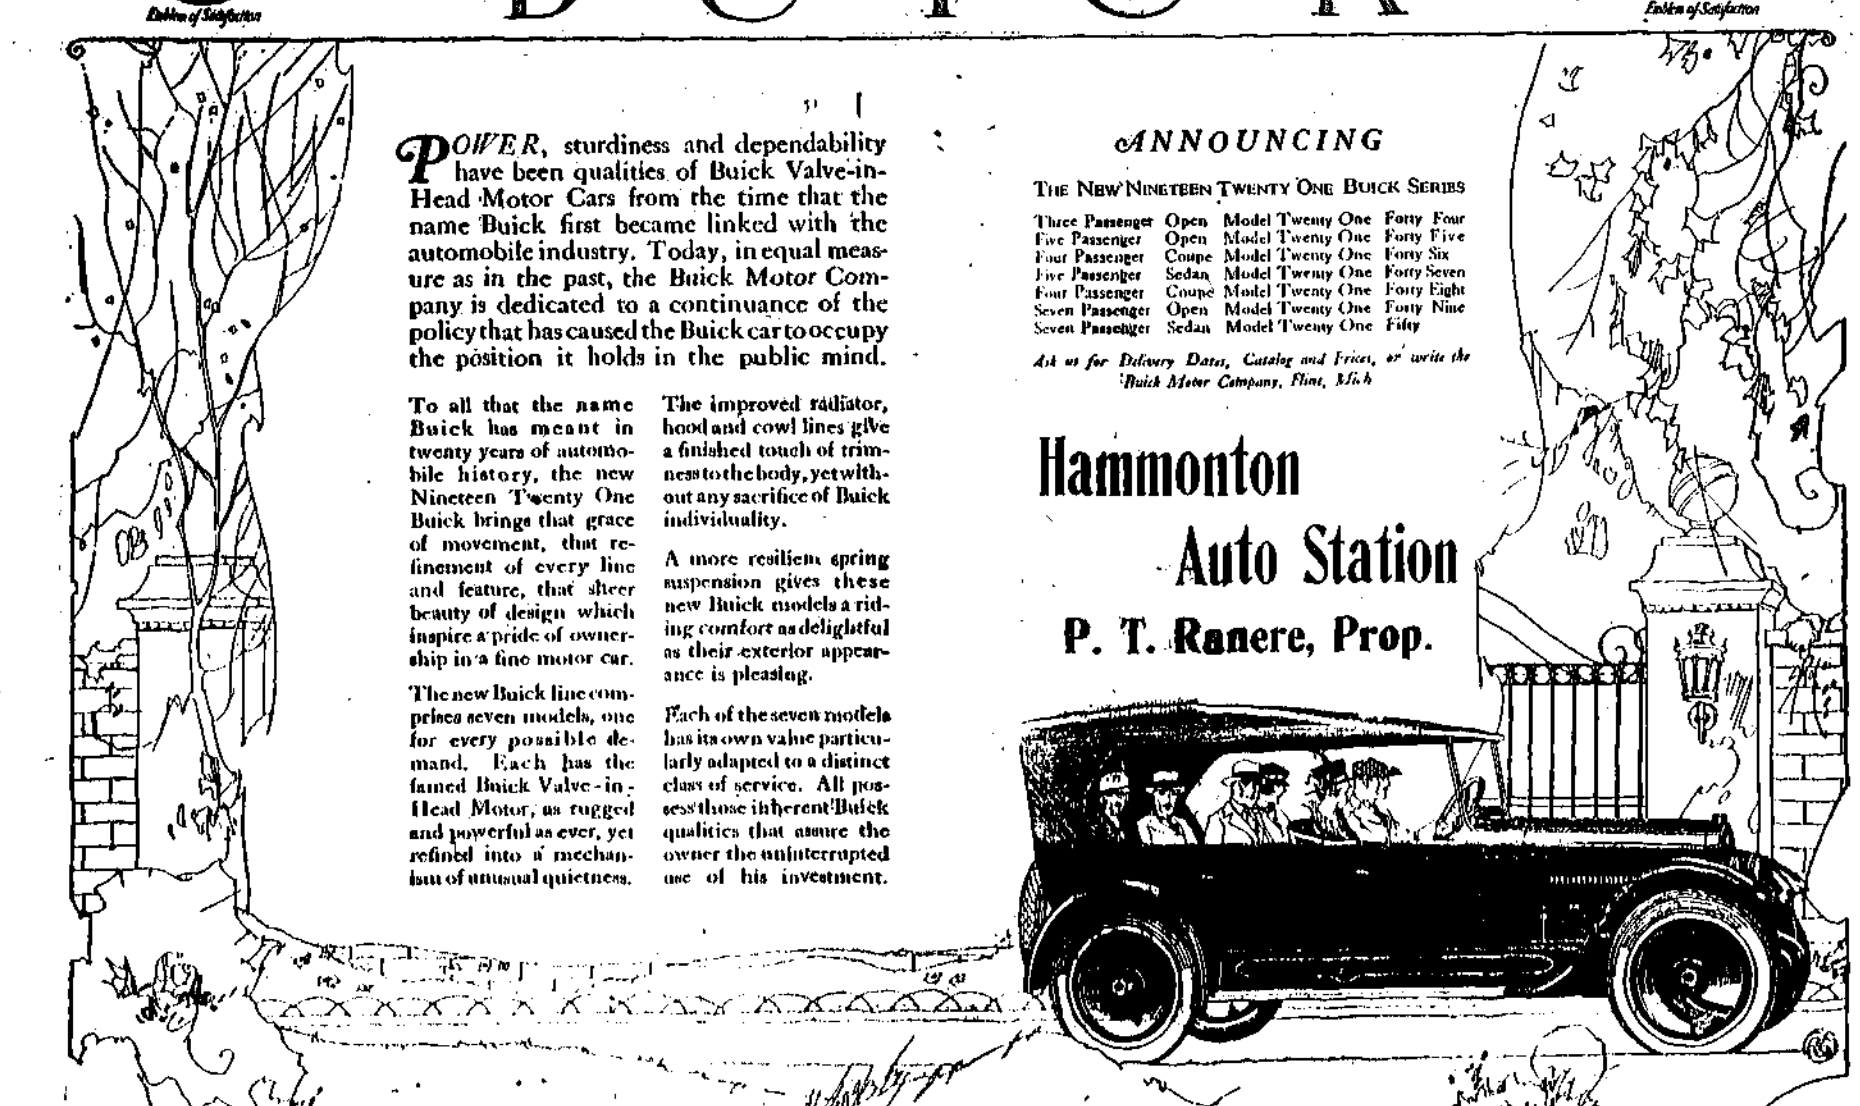 Emblem of Satisfaction
BUICK
Emblem of Satisfaction
POWER, sturdiness and dependability
have been qualities of Buick Valve-in-
Head Motor Cars from the time that the
name Buick first became linked with the
automobile industry. Today, in equal meas-
ure as in the past, the Buick Motor Com-
pany is dedicated to a continuance of the
policy that has caused the Buick car to occupy
the position it holds in the public mind.
To all that the name
Buick has meant in
twenty years of automo-
bile history, the new
Nineteen Twenty One
Buick brings that grace
of movement, that re-
finement of every line
and feature, that sheer
beauty of design which
inspire a pride of owner-
ship in a fine motor car.
The new Buick line com-
prises seven models, one
for every possible de-
mand. Each has the
famed Buick Valve-in-
Head Motor, as rugged
and powerful as ever, yet
refined into a mechan-
ism of unusual quietness.
The improved radiator,
hood and cowl lines give
a finished touch of trim-
ness to the body, yet with-
out any sacrifice of Buick
individuality.
A more resilient spring
suspension gives these
new Buick models a rid-
ing comfort as delightful
as their exterior appear-
ance is pleasing.
Each of the seven models
has its own value particu-
larly adapted to a distinct
class of service. All pos-
sess those inherent Buick
qualities that assure the
owner the uninterrupted
use of his investment.
ANNOUNCING
THE NEW NINETEEN TWENTY ONE BUICK SERIES
Three Passenger Open Model Twenty One Forty Four
Five Passenger Open Model Twenty One Forty Five
Four Passenger Coupe Model Twenty One Forty Six
Five Passenger Sedan Model Twenty One Forty Seven
Four Passenger Coupe Model Twenty One Forty Eight
Seven Passenger Open Model Twenty One Forty Nine
Seven Passenger Sedan Model Twenty One Fifty
Ask us for Delivery Dates, Catalog and Prices, or write the
Buick Motor Company, Flint, Mich
Hammonton
Auto Station
P. T. Ranere, Prop.